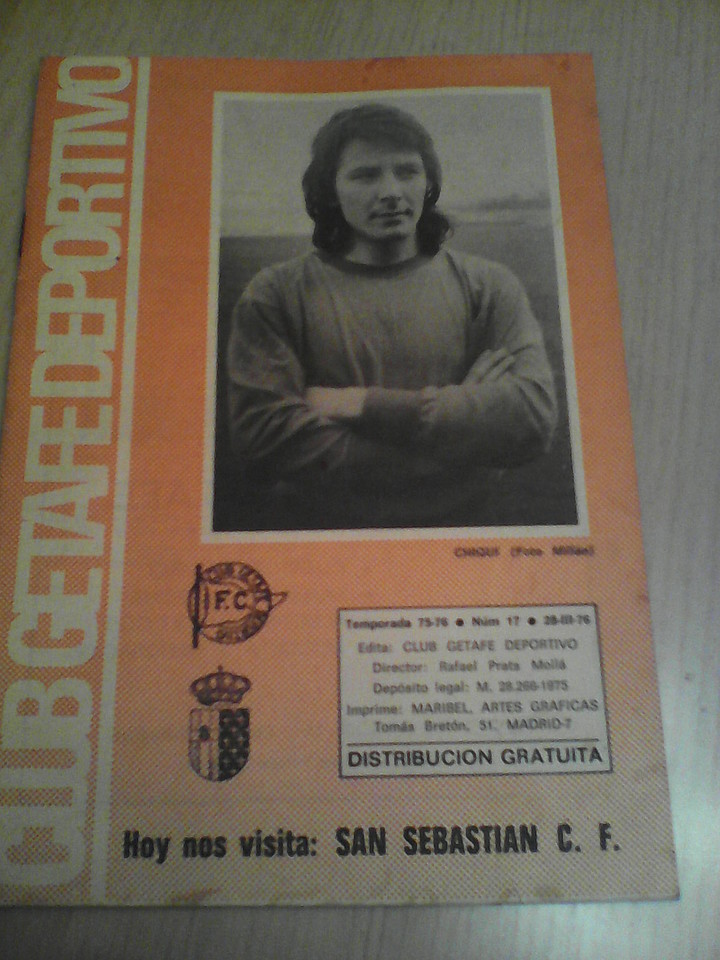 CLUB GETAFE DEPORTIVO
CHIQUI (Foto Millán)
F.C.
Temporada 75-76 ● Núm 17 ● 28-III-76
Edita: CLUB GETAFE DEPORTIVO
Director: Rafael Prats Mollá
Depósito legal: M. 28.266-1975
Imprime: MARIBEL, ARTES GRAFICAS
Tomás Bretón, 51. MADRID-7
DISTRIBUCION GRATUITA
Hoy nos visita: SAN SEBASTIAN C. F.